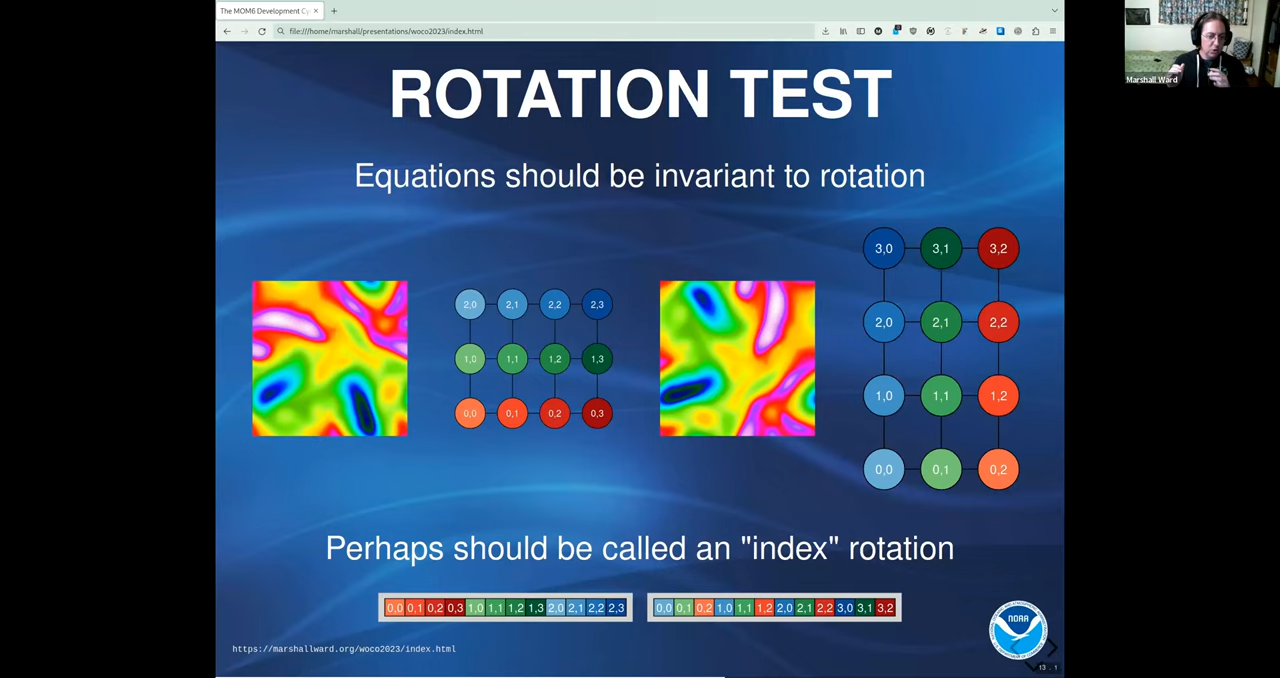 The MOM6 Development Cy
file:///home/marshall/presentations/woco2023/index.html
Marshall Ward
ROTATION TEST
Equations should be invariant to rotation
2,0 2,1 2,2 2,3
1,0 1,1 1,2 1,3
0,0 0,1 0,2 0,3
3,0 3,1 3,2
2,0 2,1 2,2
1,0 1,1 1,2
0,0 0,1 0,2
Perhaps should be called an "index" rotation
0,0 0,1 0,2 0,3 1,0 1,1 1,2 1,3 2,0 2,1 2,2 2,3
0,0 0,1 0,2 1,0 1,1 1,2 2,0 2,1 2,2 3,0 3,1 3,2
NOAA
https://marshallward.org/woco2023/index.html
13 . 1